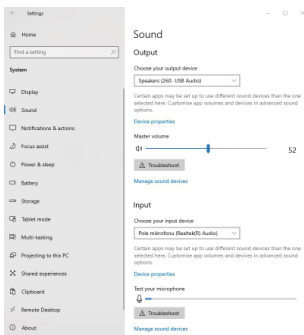 Settings
Home
Find a setting
System
Display
Sound
Notifications & actions
Focus assist
Power & sleep
Battery
Storage
Tablet mode
Multi-tasking
Projecting to this PC
Shared experiences
Clipboard
Remote Desktop
About
Sound
Output
Choose your output device
Speakers (260- USB Audio)
Certain apps may be set up to use different sound devices than the one
selected here. Customise app volumes and devices in advanced sound
options.
Device properties
Master volume
52
Troubleshoot
Manage sound devices
Input
Choose your input device
Pole mikrofonu (Realtek(R) Audio)
Certain apps may be set up to use different sound devices than the one
selected here. Customise app volumes and devices in advanced sound
options.
Device properties
Test your microphone
Troubleshoot
Manage sound devices